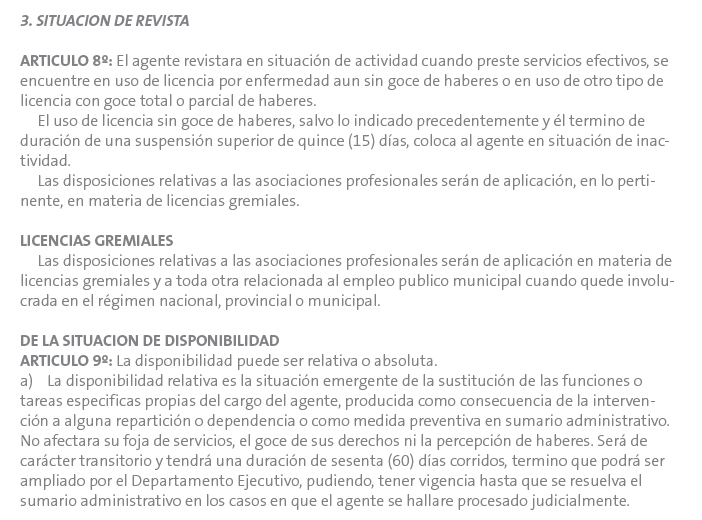 3. SITUACION DE REVISTA
ARTICULO 8º: El agente revistara en situación de actividad cuando preste servicios efectivos, se
encuentre en uso de licencia por enfermedad aun sin goce de haberes o en uso de otro tipo de
licencia con goce total o parcial de haberes.
El uso de licencia sin goce de haberes, salvo lo indicado precedentemente y él termino de
duración de una suspensión superior de quince (15) días, coloca al agente en situación de inac-
tividad.
Las disposiciones relativas a las asociaciones profesionales serán de aplicación, en lo perti-
nente, en materia de licencias gremiales.
LICENCIAS GREMIALES
Las disposiciones relativas a las asociaciones profesionales serán de aplicación en materia de
licencias gremiales y a toda otra relacionada al empleo publico municipal cuando quede involu-
crada en el régimen nacional, provincial o municipal.
DE LA SITUACION DE DISPONIBILIDAD
ARTICULO 9º: La disponibilidad puede ser relativa o absoluta.
a) La disponibilidad relativa es la situación emergente de la sustitución de las funciones o
tareas especificas propias del cargo del agente, producida como consecuencia de la interven-
ción a alguna repartición o dependencia o como medida preventiva en sumario administrativo.
No afectara su foja de servicios, el goce de sus derechos ni la percepción de haberes. Será de
carácter transitorio y tendrá una duración de sesenta (60) días corridos, termino que podrá ser
ampliado por el Departamento Ejecutivo, pudiendo, tener vigencia hasta que se resuelva el
sumario administrativo en los casos en que el agente se hallare procesado judicialmente.